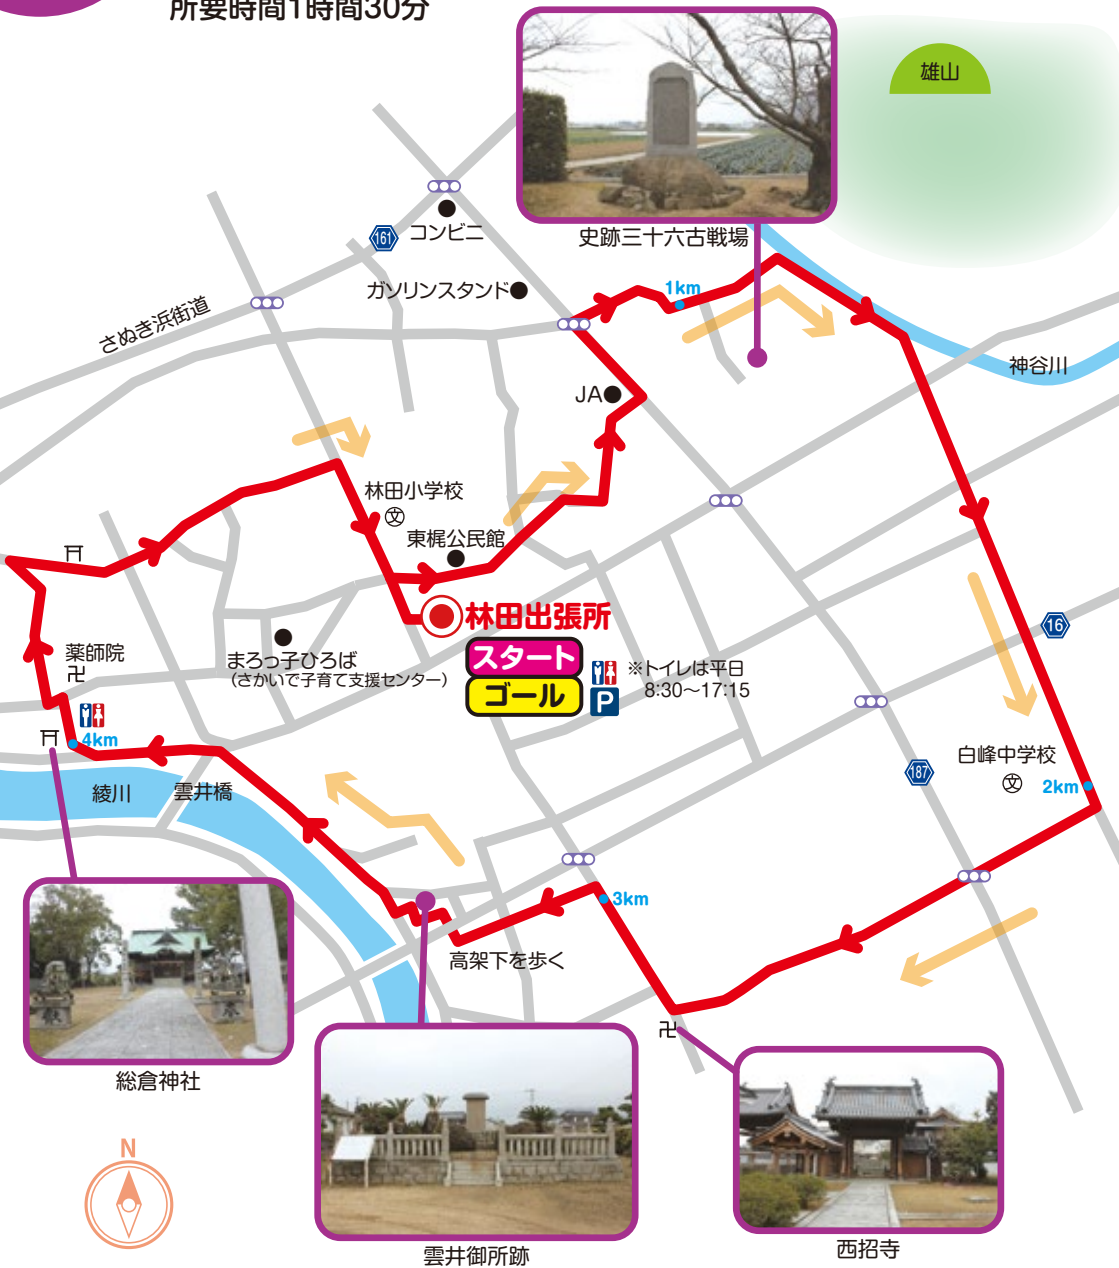 所要時間1時間30分
雄山
史跡三十六古戦場
コンビニ
161
ガソリンスタンド
さぬき浜街道
1km
神谷川
JA
林田小学校
文
東梶公民館
林田出張所
スタート
ゴール
※トイレは平日
8:30〜17:15
P
まろっ子ひろば
(さかいで子育て支援センター)
薬師院
卍
4km
綾川
雲井橋
16
187
白峰中学校
文
2km
3km
高架下を歩く
卍
総倉神社
雲井御所跡
西招寺
N